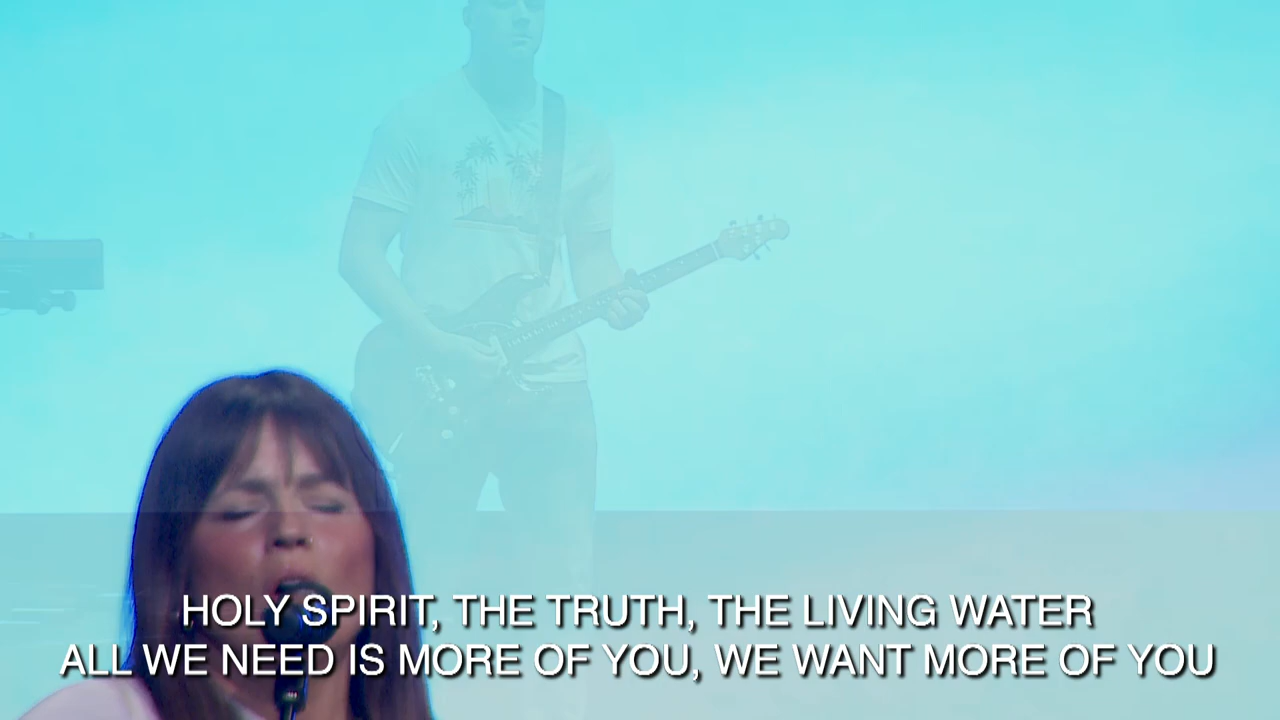 HOLY SPIRIT, THE TRUTH, THE LIVING WATER
ALL WE NEED IS MORE OF YOU, WE WANT MORE OF YOU